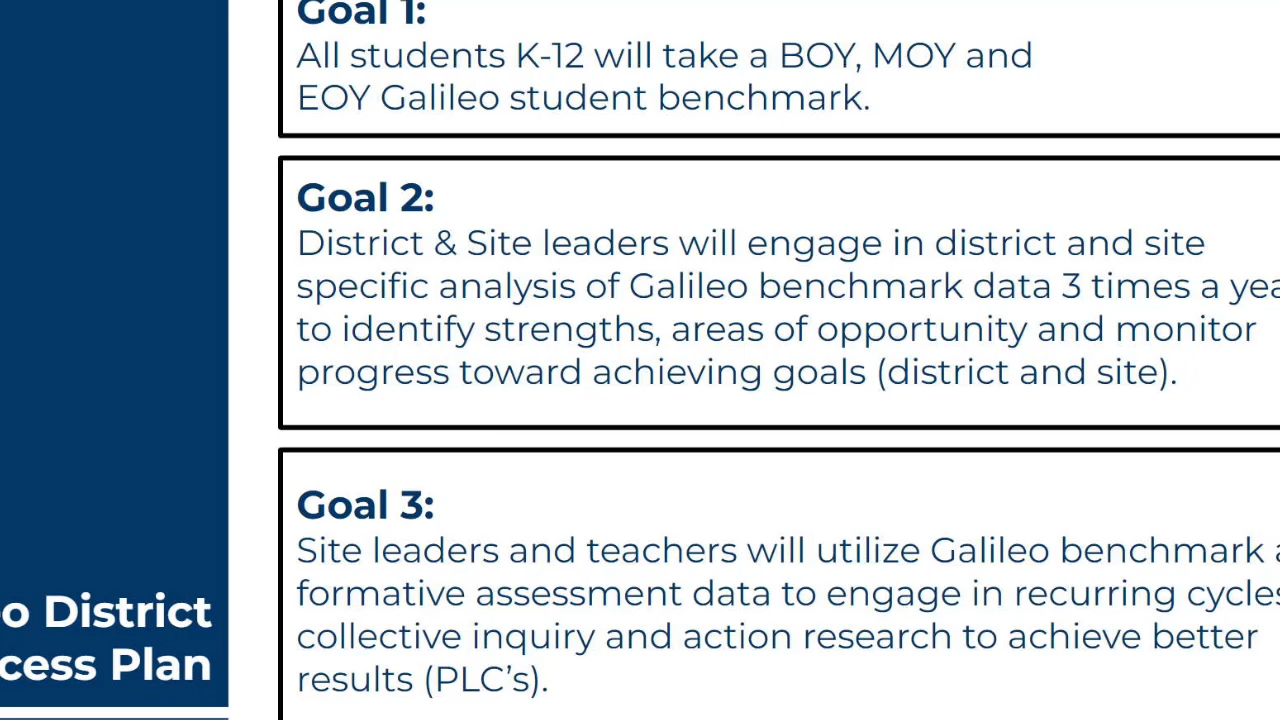 Goal 1:
All students K-12 will take a BOY, MOY and
EOY Galileo student benchmark.
Goal 2:
District & Site leaders will engage in district and site
specific analysis of Galileo benchmark data 3 times a
to identify strengths, areas of opportunity and monitor
progress toward achieving goals (district and site).
Goal 3:
Site leaders and teachers will utilize Galileo benchmark
formative assessment data to engage in recurring cycles
collective inquiry and action research to achieve better
results (PLC’s).
District
Plan